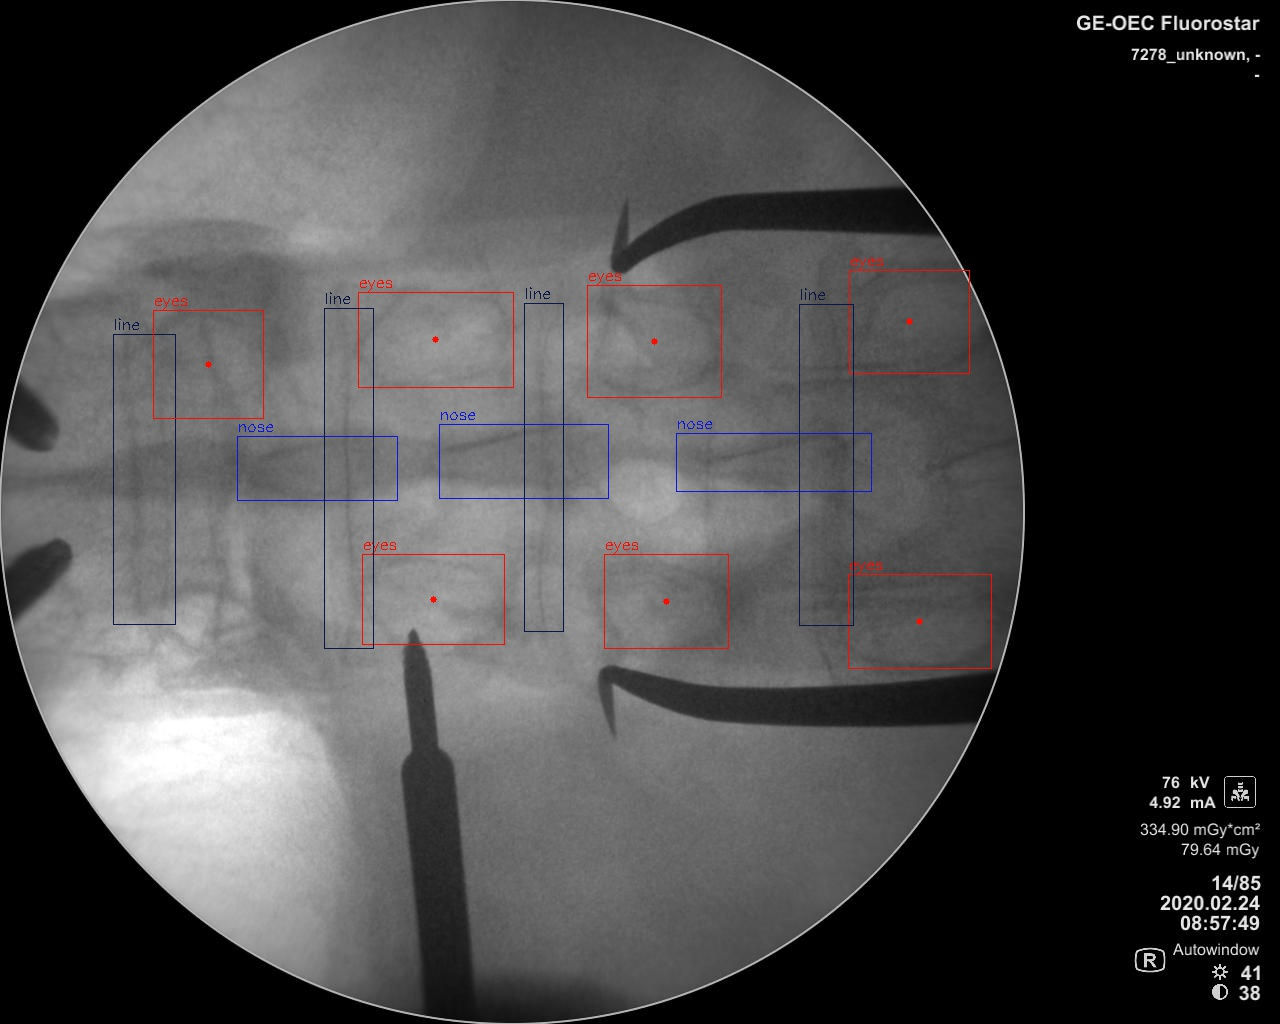 GE-OEC Fluorostar
7278_unknown, -
-
eyes
eyes
eyes
eyes
line
line
line
line
nose
nose
nose
eyes
eyes
eyes
76 kV
4.92 mA
334.90 mGy*cm²
79.64 mGy
14/85
2020.02.24
08:57:49
R Autowindow
41
38